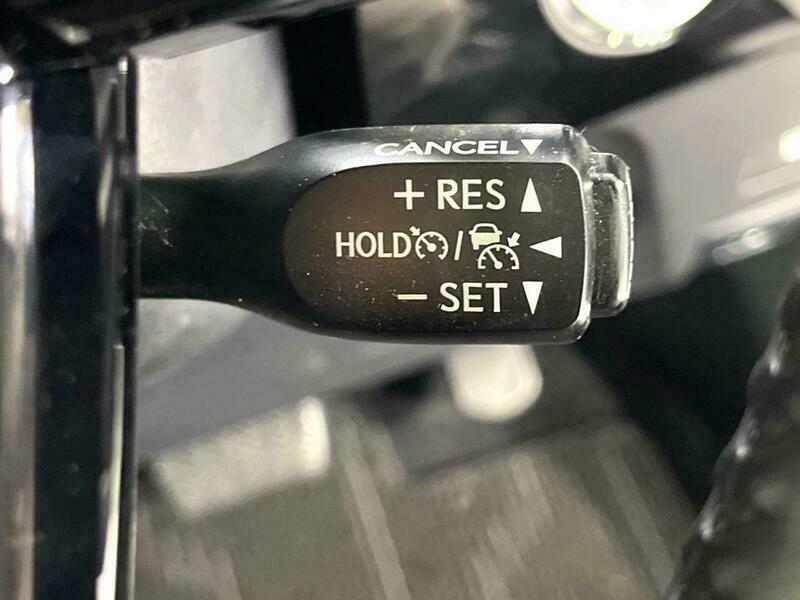 CANCEL▼
+ RES ▲
HOLD / ◀
− SET ▼